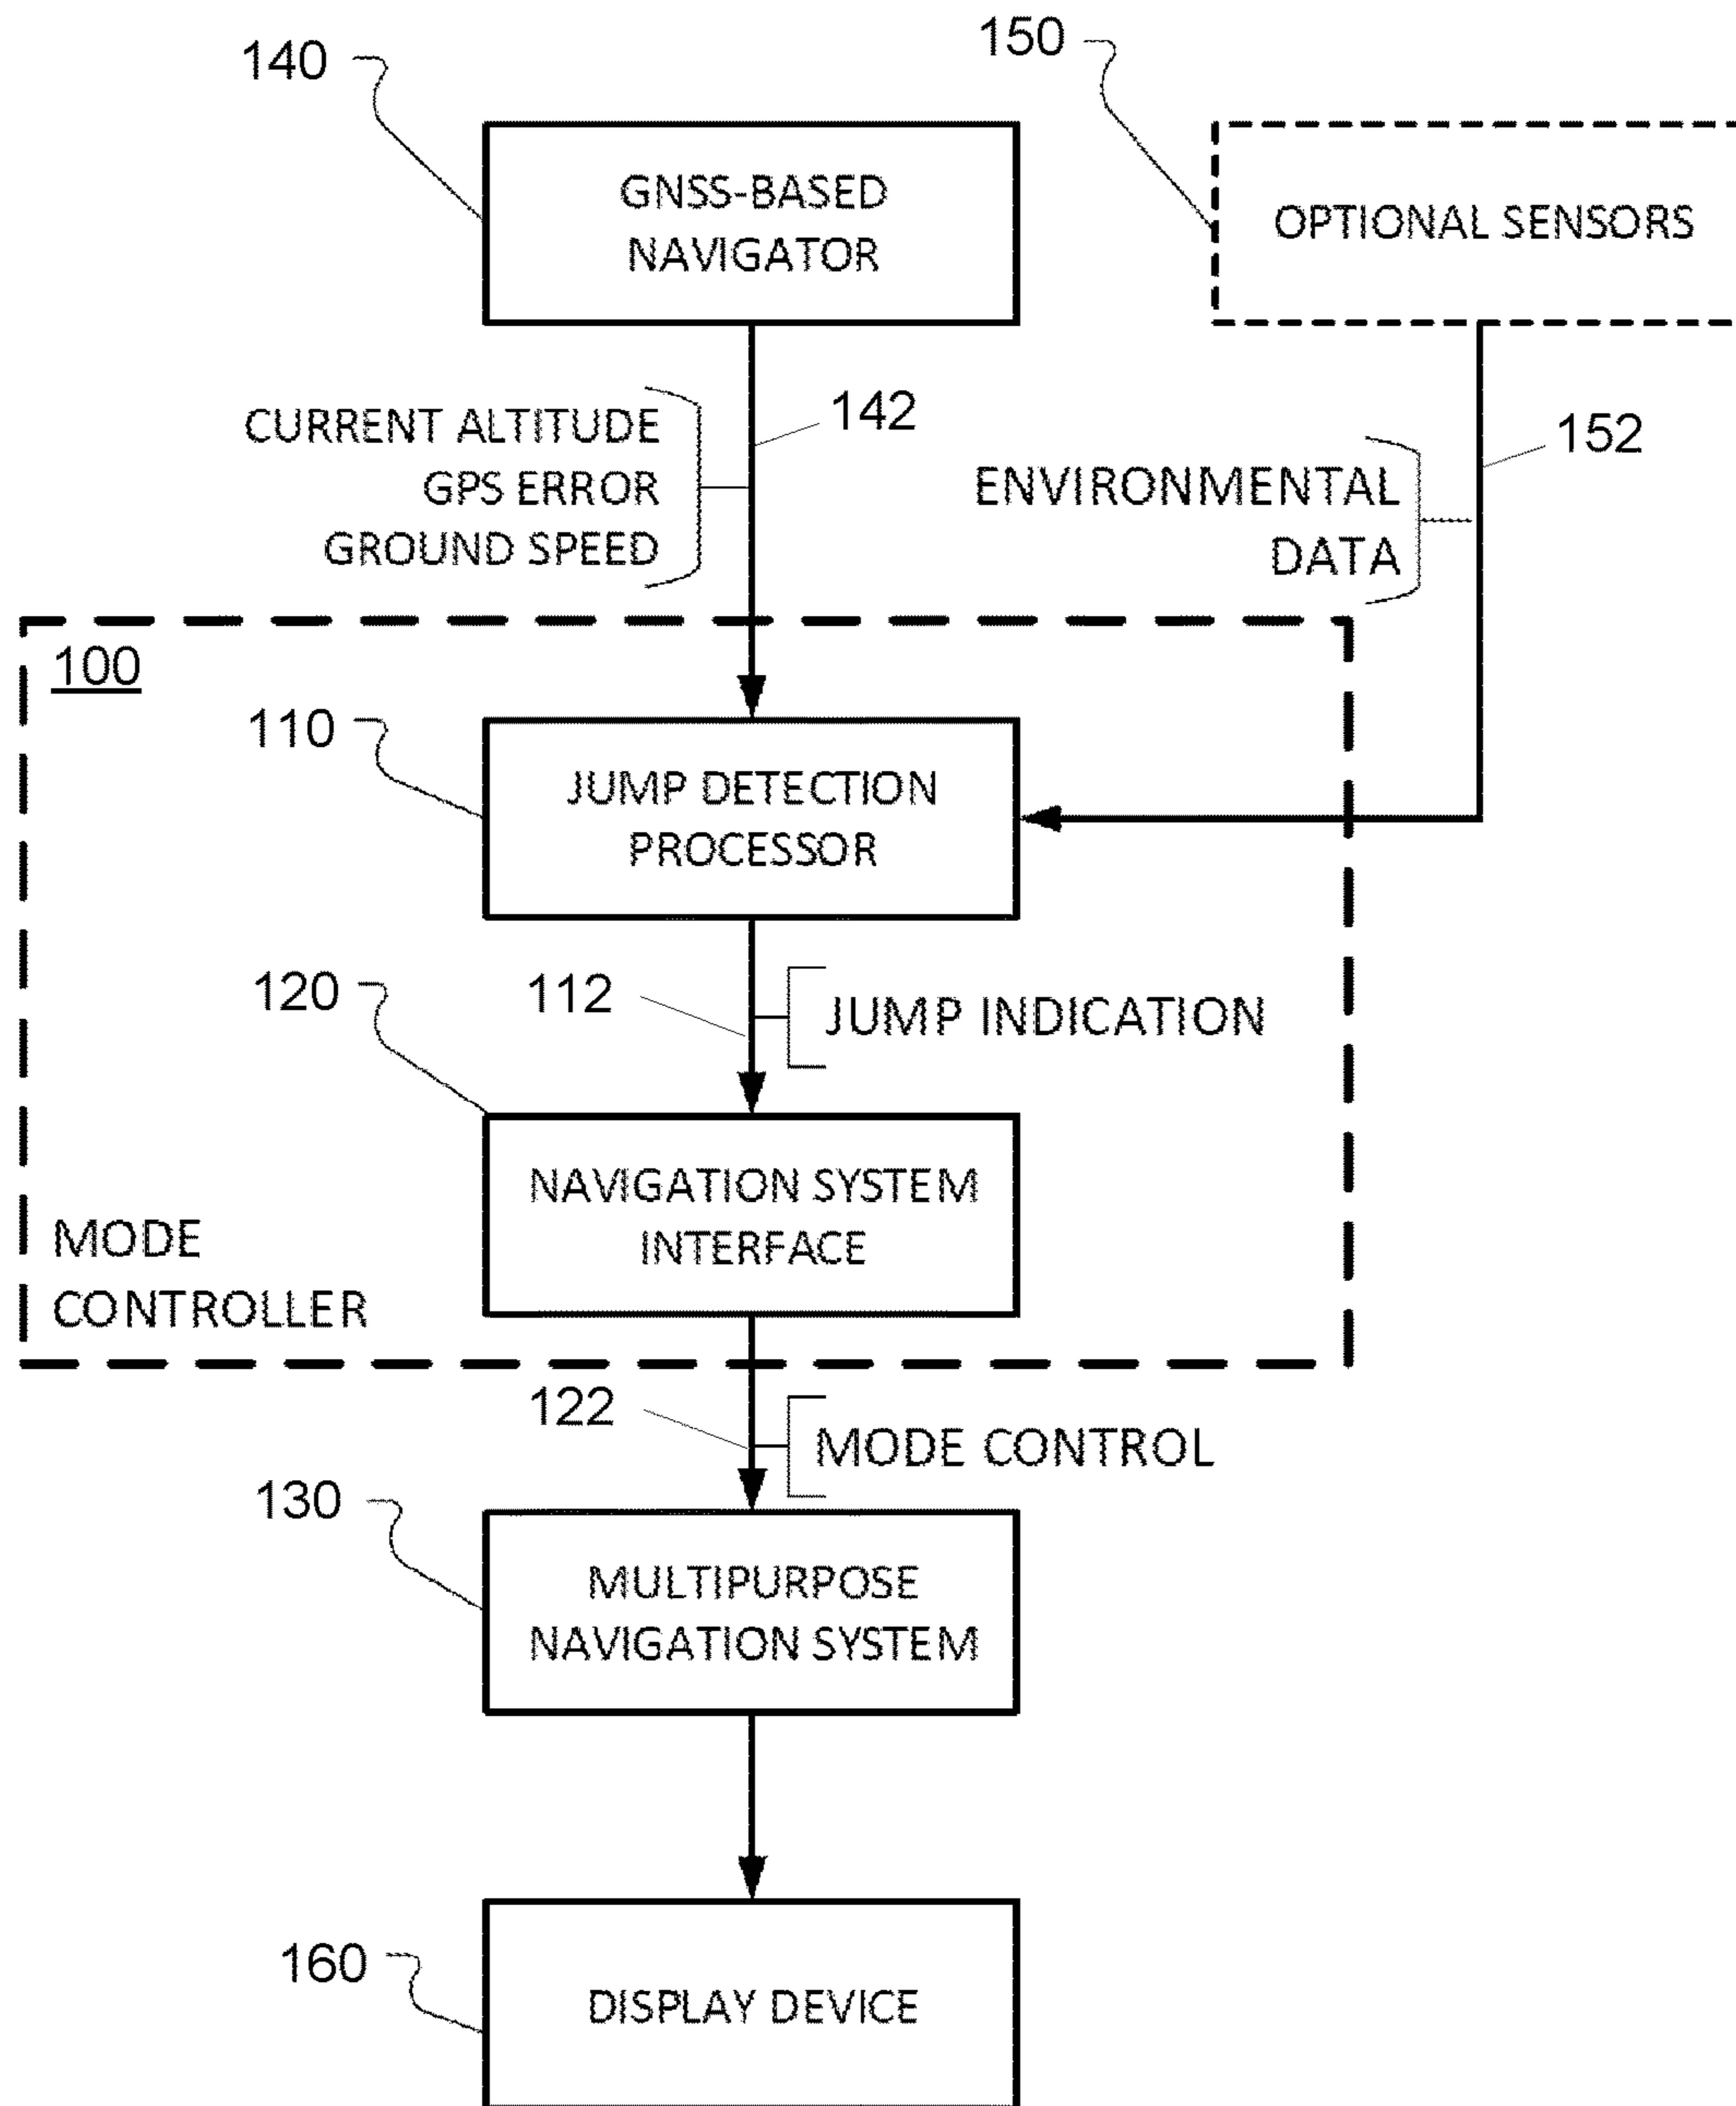 140
150
GNSS-BASED
NAVIGATOR
OPTIONAL SENSORS
CURRENT ALTITUDE
GPS ERROR
GROUND SPEED
142
ENVIRONMENTAL
DATA
152
100
110
JUMP DETECTION
PROCESSOR
120
112
JUMP INDICATION
NAVIGATION SYSTEM
INTERFACE
MODE
CONTROLLER
122
MODE CONTROL
130
MULTIPURPOSE
NAVIGATION SYSTEM
160
DISPLAY DEVICE